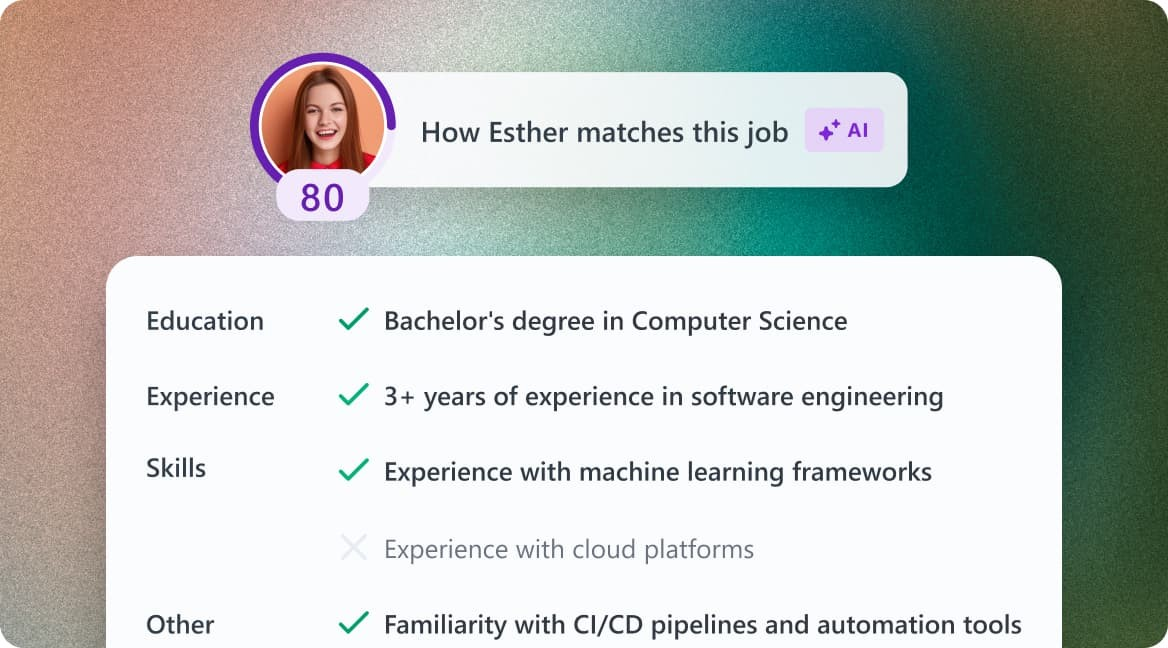 How Esther matches this job
AI
80
Education
Bachelor's degree in Computer Science
Experience
3+ years of experience in software engineering
Skills
Experience with machine learning frameworks
Experience with cloud platforms
Other
Familiarity with CI/CD pipelines and automation tools